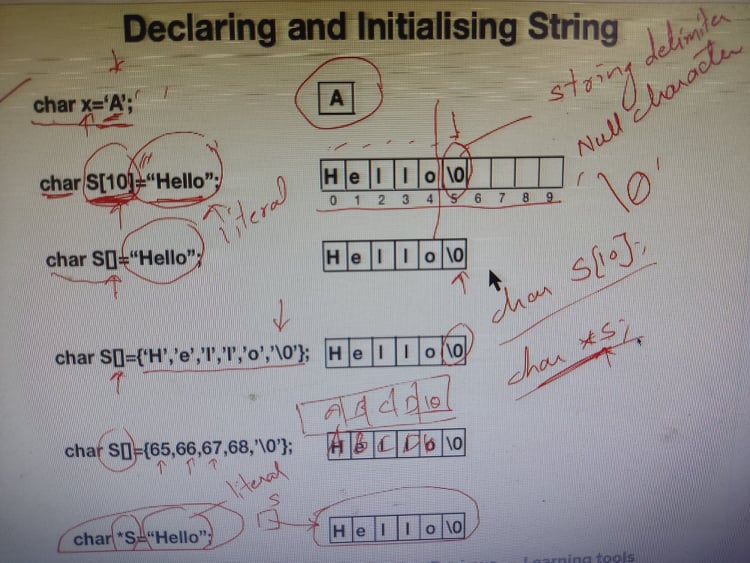 Declaring and Initialising String
char x='A';
A
string delimiter
Null character
'\0'
char S[10]="Hello";
literal
H e l l o \0
0 1 2 3 4 5 6 7 8 9
char S[]="Hello";
H e l l o \0
char S[10];
char S[]={'H','e','l','l','o','\0'};
H e l l o \0
char *S;
A B C D \0
char S[]={65,66,67,68,'\0'};
H e l l o \0
A B C D \0
literal
S
char *S="Hello";
H e l l o \0
Learning tools